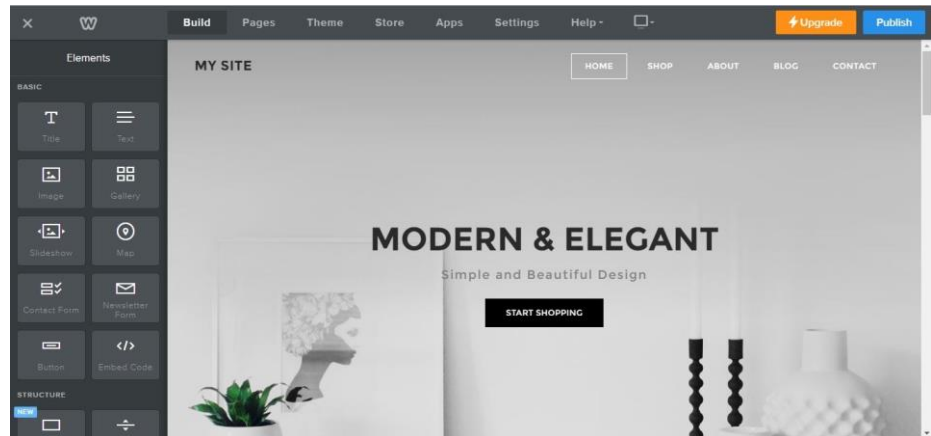 Build Pages Theme Store Apps Settings Help Upgrade Publish
Elements
BASIC
Title Text
Image Gallery
Slideshow Map
Contact Form Newsletter Form
Button Embed Code
STRUCTURE
NEW
MY SITE
HOME SHOP ABOUT BLOG CONTACT
MODERN & ELEGANT
Simple and Beautiful Design
START SHOPPING